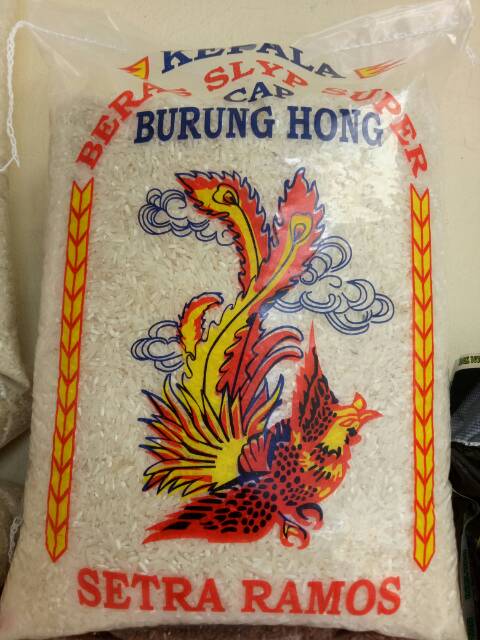 KEPALA
BERAS SLYP SUPER
CAP
BURUNG HONG
SETRA RAMOS